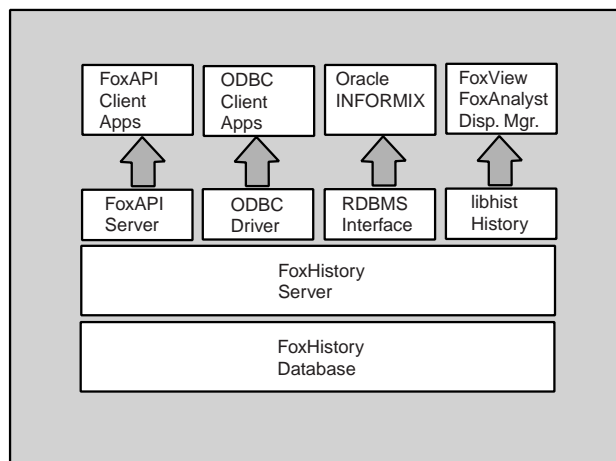 FoxAPI
Client
Apps
ODBC
Client
Apps
Oracle
INFORMIX
FoxView
FoxAnalyst
Disp. Mgr.
FoxAPI
Server
ODBC
Driver
RDBMS
Interface
libhist
History
FoxHistory
Server
FoxHistory
Database